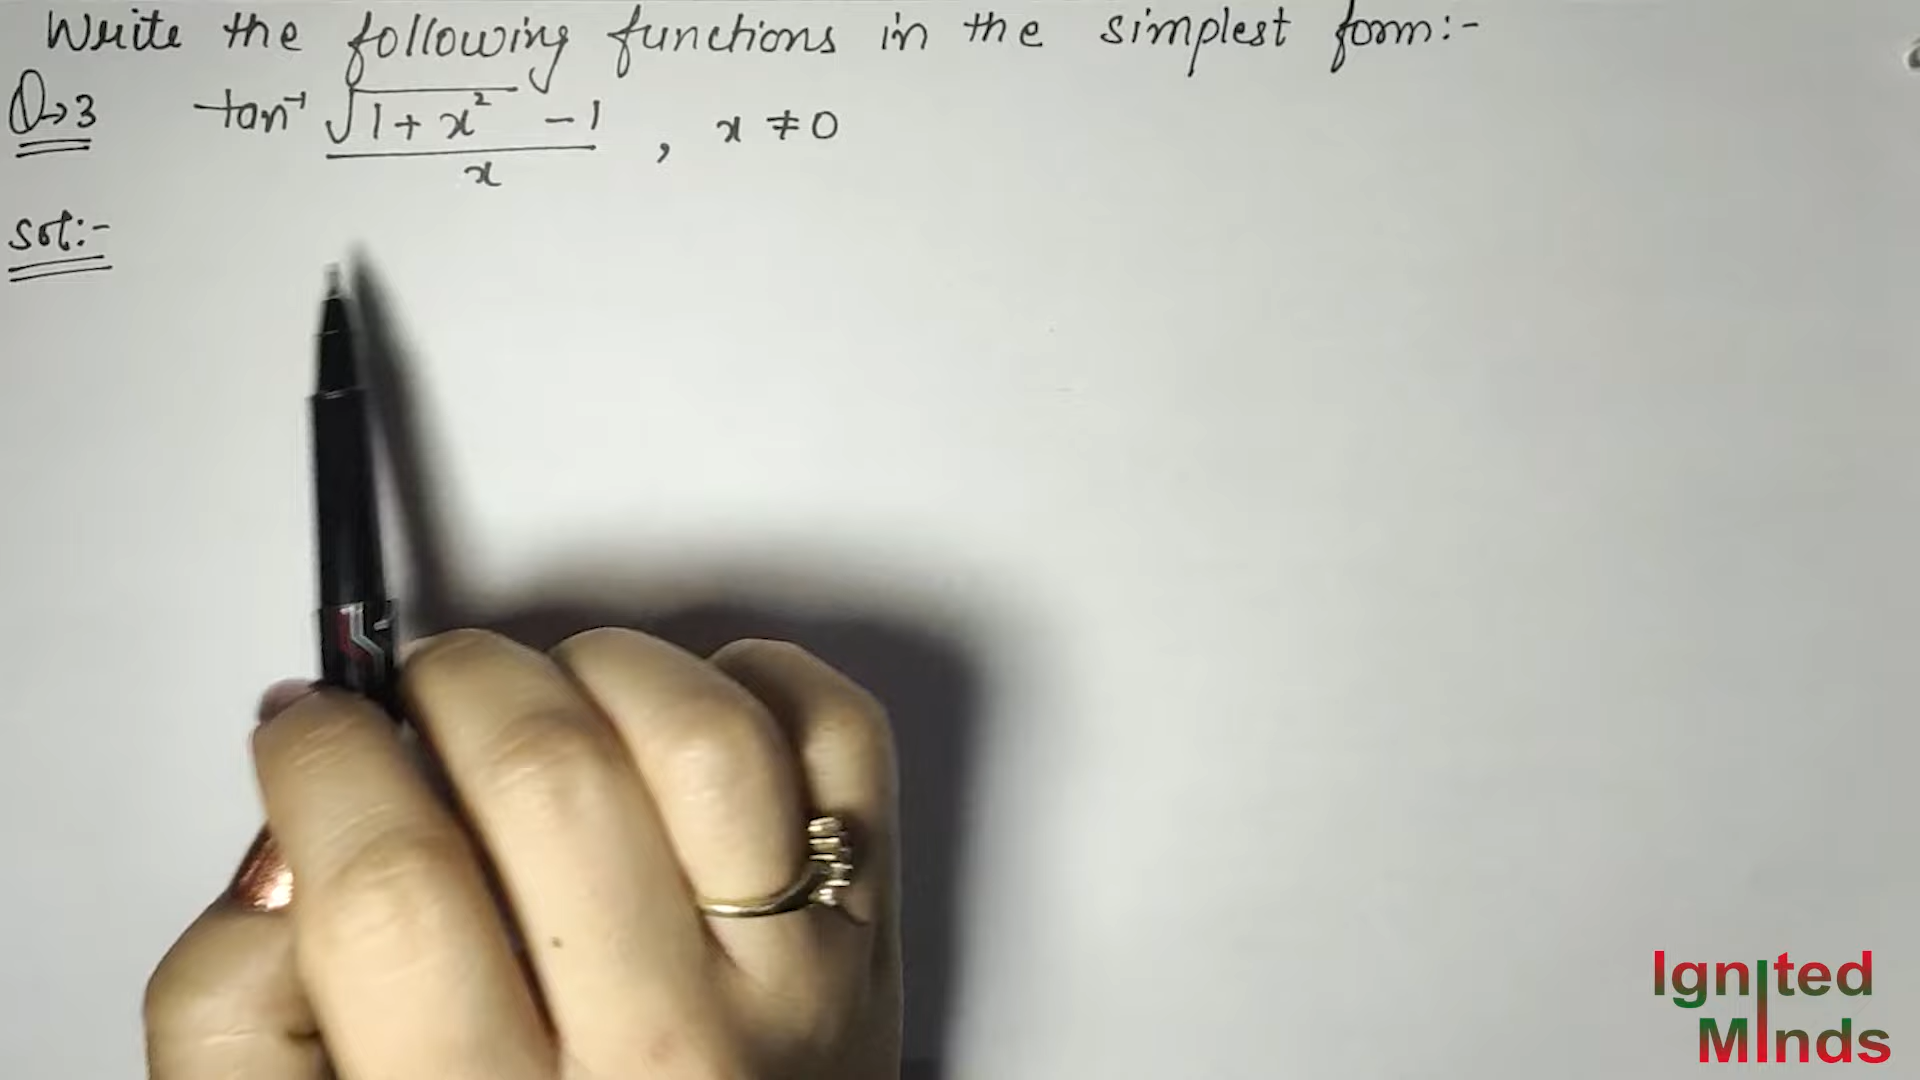 Write the following functions in the simplest form:-
Q→3 tan⁻¹ √1+x² -1 / x , x ≠ 0
Sol:-
Ignited
Minds